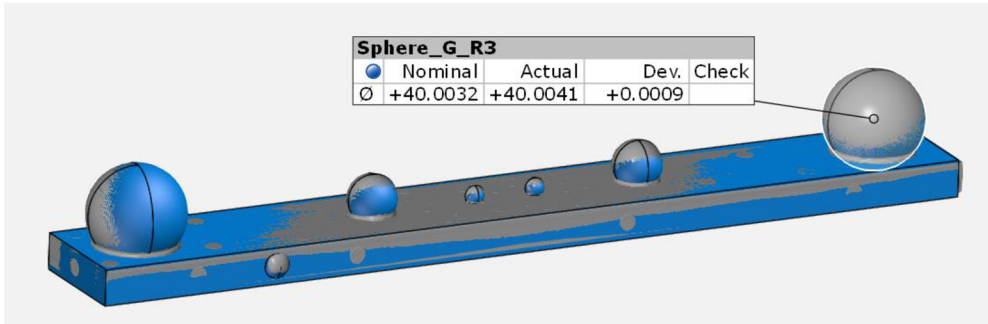 Sphere_G_R3
Nominal Actual Dev. Check
Ø +40.0032 +40.0041 +0.0009